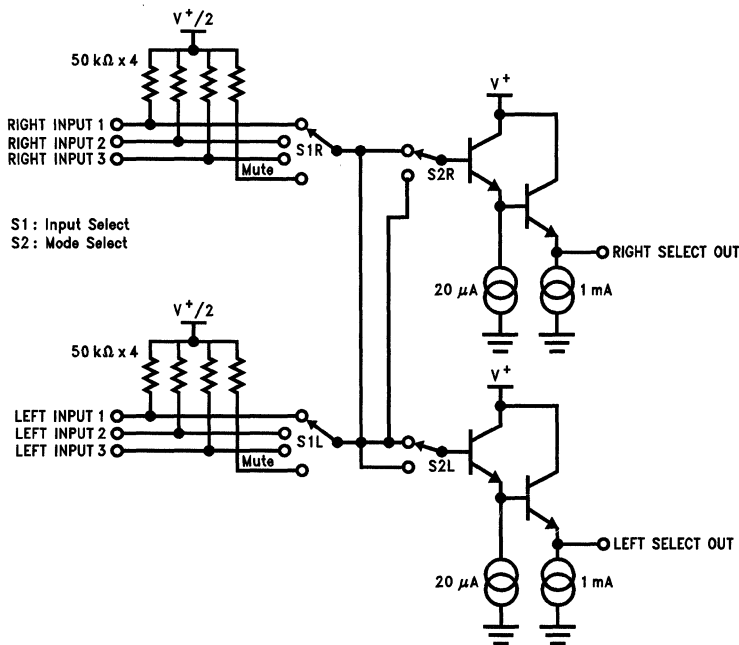 V+/2
50 kΩ x 4
V+
RIGHT INPUT 1
RIGHT INPUT 2
RIGHT INPUT 3
S1R
Mute
S2R
S1: Input Select
S2: Mode Select
RIGHT SELECT OUT
20 μA
1 mA
V+/2
50 kΩ x 4
V+
LEFT INPUT 1
LEFT INPUT 2
LEFT INPUT 3
S1L
Mute
S2L
LEFT SELECT OUT
20 μA
1 mA